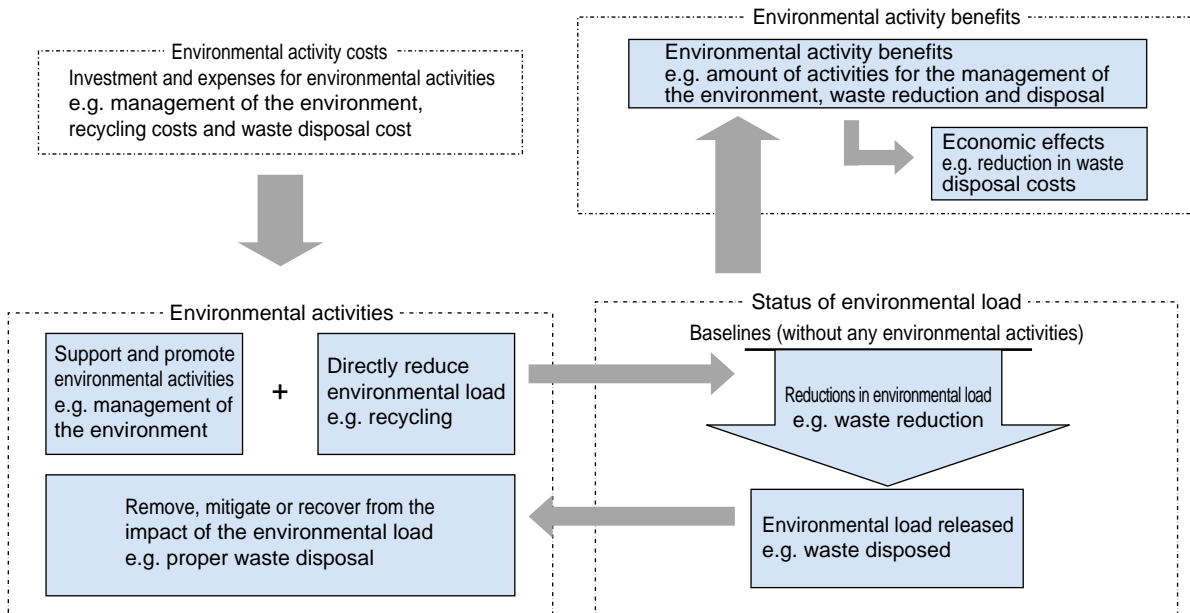 Environmental activity costs
Investment and expenses for environmental activities
e.g. management of the environment,
recycling costs and waste disposal cost
Environmental activity benefits
Environmental activity benefits
e.g. amount of activities for the management of
the environment, waste reduction and disposal
Economic effects
e.g. reduction in waste
disposal costs
Environmental activities
Support and promote
environmental activities
e.g. management of
the environment
+
Directly reduce
environmental load
e.g. recycling
Remove, mitigate or recover from the
impact of the environmental load
e.g. proper waste disposal
Status of environmental load
Baselines (without any environmental activities)
Reductions in environmental load
e.g. waste reduction
Environmental load released
e.g. waste disposed